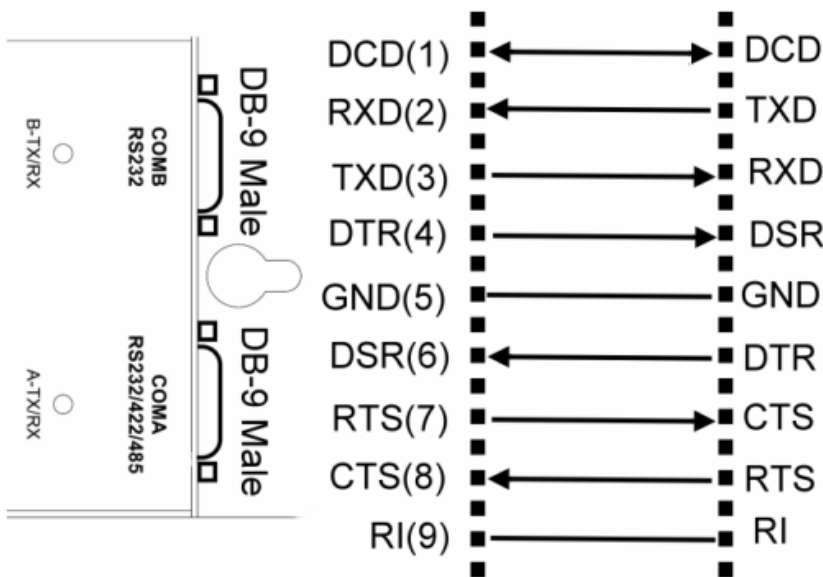 B-TX/RX
COMB
RS232
DB-9 Male
A-TX/RX
COMA
RS232/422/485
DB-9 Male
DCD(1) DCD
RXD(2) TXD
TXD(3) RXD
DTR(4) DSR
GND(5) GND
DSR(6) DTR
RTS(7) CTS
CTS(8) RTS
RI(9) RI